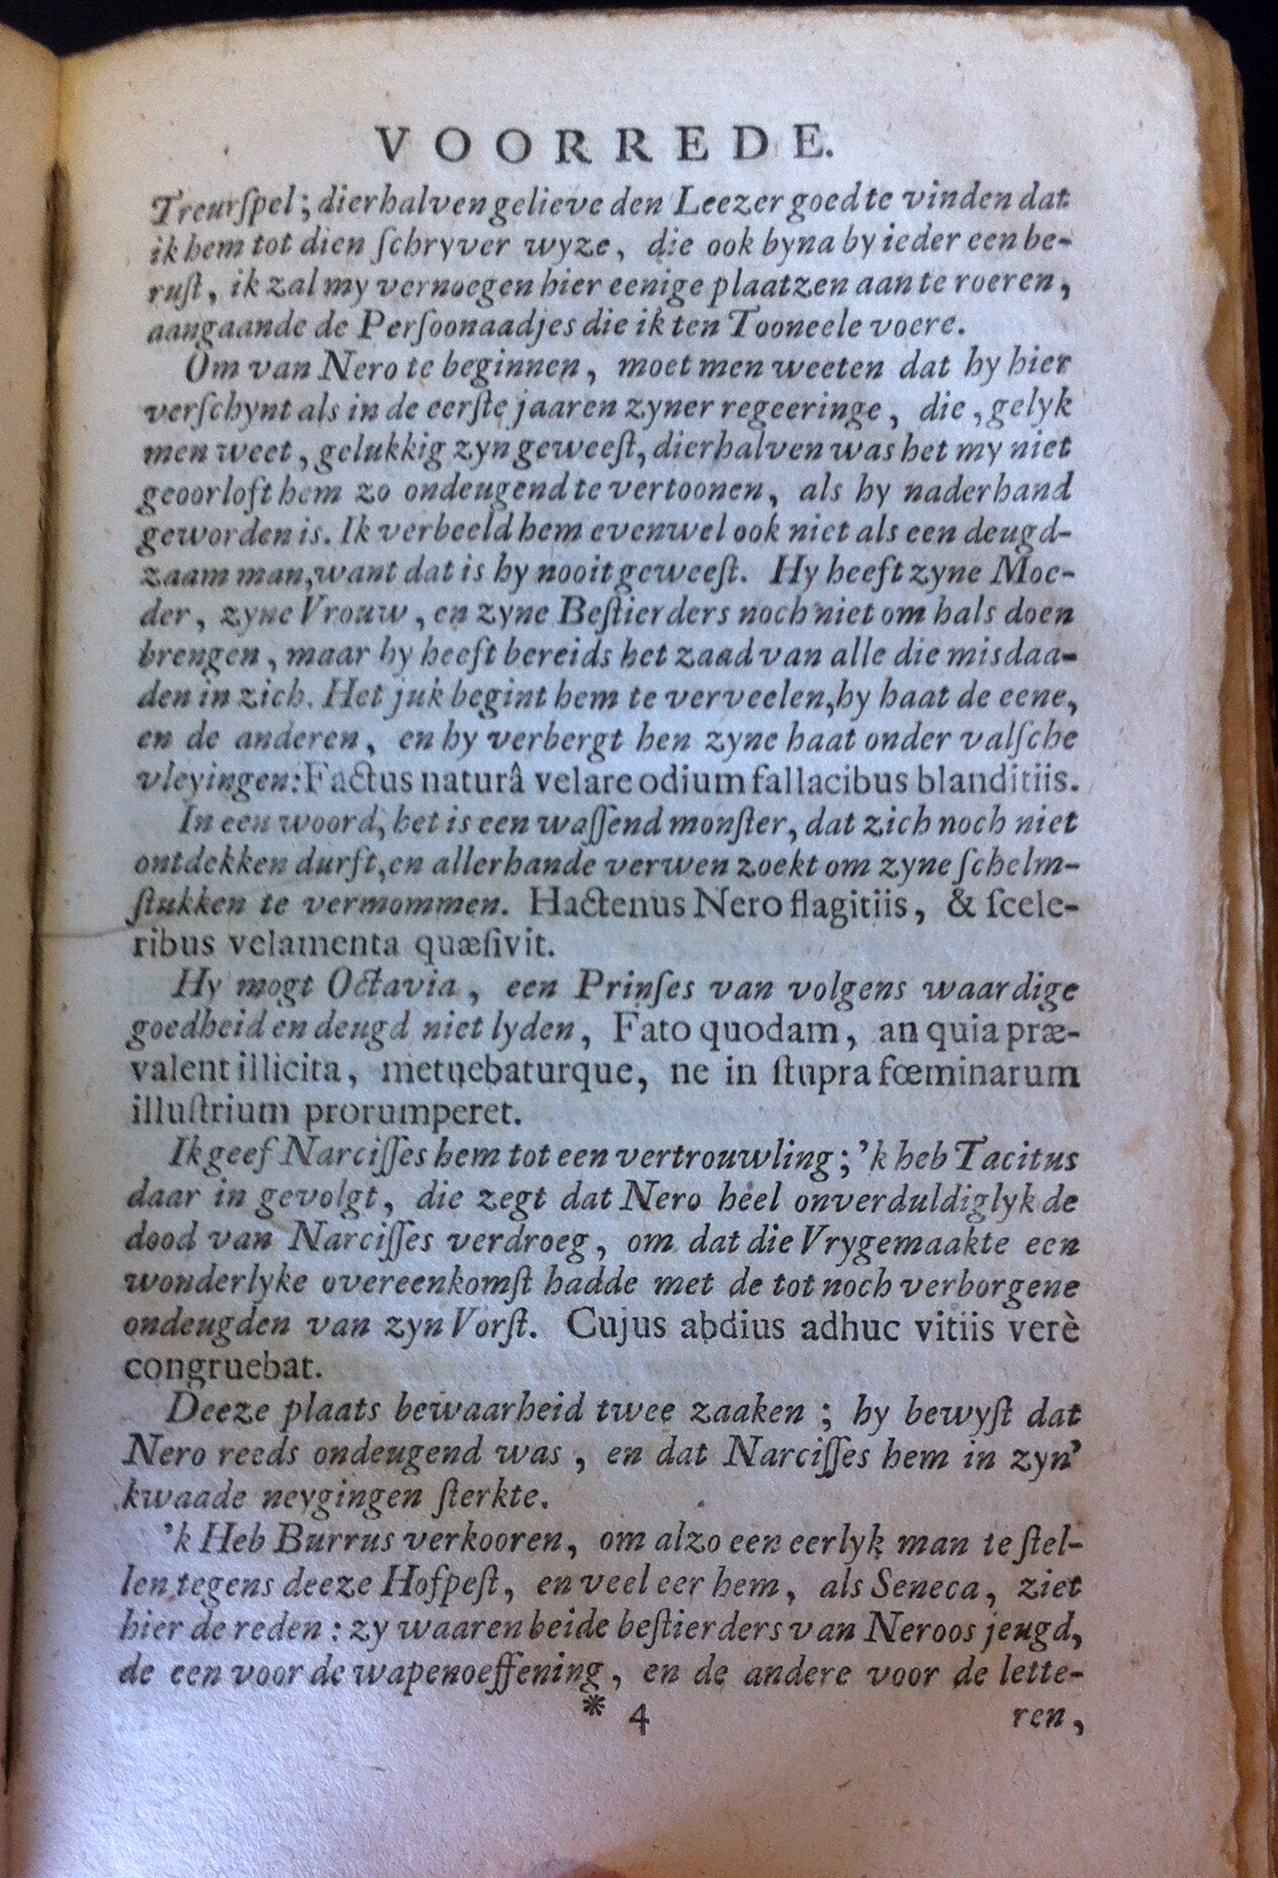 VOORREDE.
Treurſpel; dierhalven gelieve den Leezer goed te vinden dat
ik hem tot dien ſchryver wyze, die ook byna by ieder een be-
ruſt, ik zal my vernoegen hier eenige plaatzen aan te roeren,
aangaande de Perſoonaadjes die ik ten Tooneele voere.
Om van Nero te beginnen, moet men weeten dat hy hier
verſchynt als in de eerſte jaaren zyner regeeringe, die, gelyk
men weet, gelukkig zyn geweeſt, dierhalven was het my niet
geoorloft hem zo ondeugend te vertoonen, als hy naderhand
geworden is. Ik verbeeld hem evenwel ook niet als een deugd-
zaam man, want dat is hy nooit geweeſt. Hy heeft zyne Moe-
der, zyne Vrouw, en zyne Beſtierders noch niet om hals doen
brengen, maar hy heeft bereids het zaad van alle die misdaa-
den in zich. Het juk begint hem te verveelen, hy haat de eene,
en de anderen, en hy verbergt hen zyne haat onder valſche
vleyingen: Factus naturâ velare odium fallacibus blanditiis.
In een woord, het is een waſſend monſter, dat zich noch niet
ontdekken durft, en allerhande verwen zoekt om zyne ſchelm-
ſtukken te vermommen. Hactenus Nero flagitiis, & ſcele-
ribus velamenta quæſivit.
Hy mogt Octavia, een Prinſes van volgens waardige
goedheid en deugd niet lyden, Fato quodam, an quia præ-
valent illicita, metuebaturque, ne in ſtupra fœminarum
illuſtrium prorumperet.
Ik geef Narciſſes hem tot een vertrouwling; 'k heb Tacitus
daar in gevolgt, die zegt dat Nero heel onverduldiglyk de
dood van Narciſſes verdroeg, om dat die Vrygemaakte een
wonderlyke overeenkomſt hadde met de tot noch verborgene
ondeugden van zyn Vorſt. Cujus abdius adhuc vitiis verè
congruebat.
Deeze plaats bewaarheid twee zaaken; hy bewyſt dat
Nero reeds ondeugend was, en dat Narciſſes hem in zyn'
kwaade neygingen ſterkte.
'k Heb Burrus verkooren, om alzo een eerlyk man te ſtel-
len tegens deeze Hofpeſt, en veel eer hem, als Seneca, ziet
hier de reden: zy waaren beide beſtierders van Neroos jeugd,
de een voor de wapenoeffening, en de andere voor de lette-
* 4 ren,